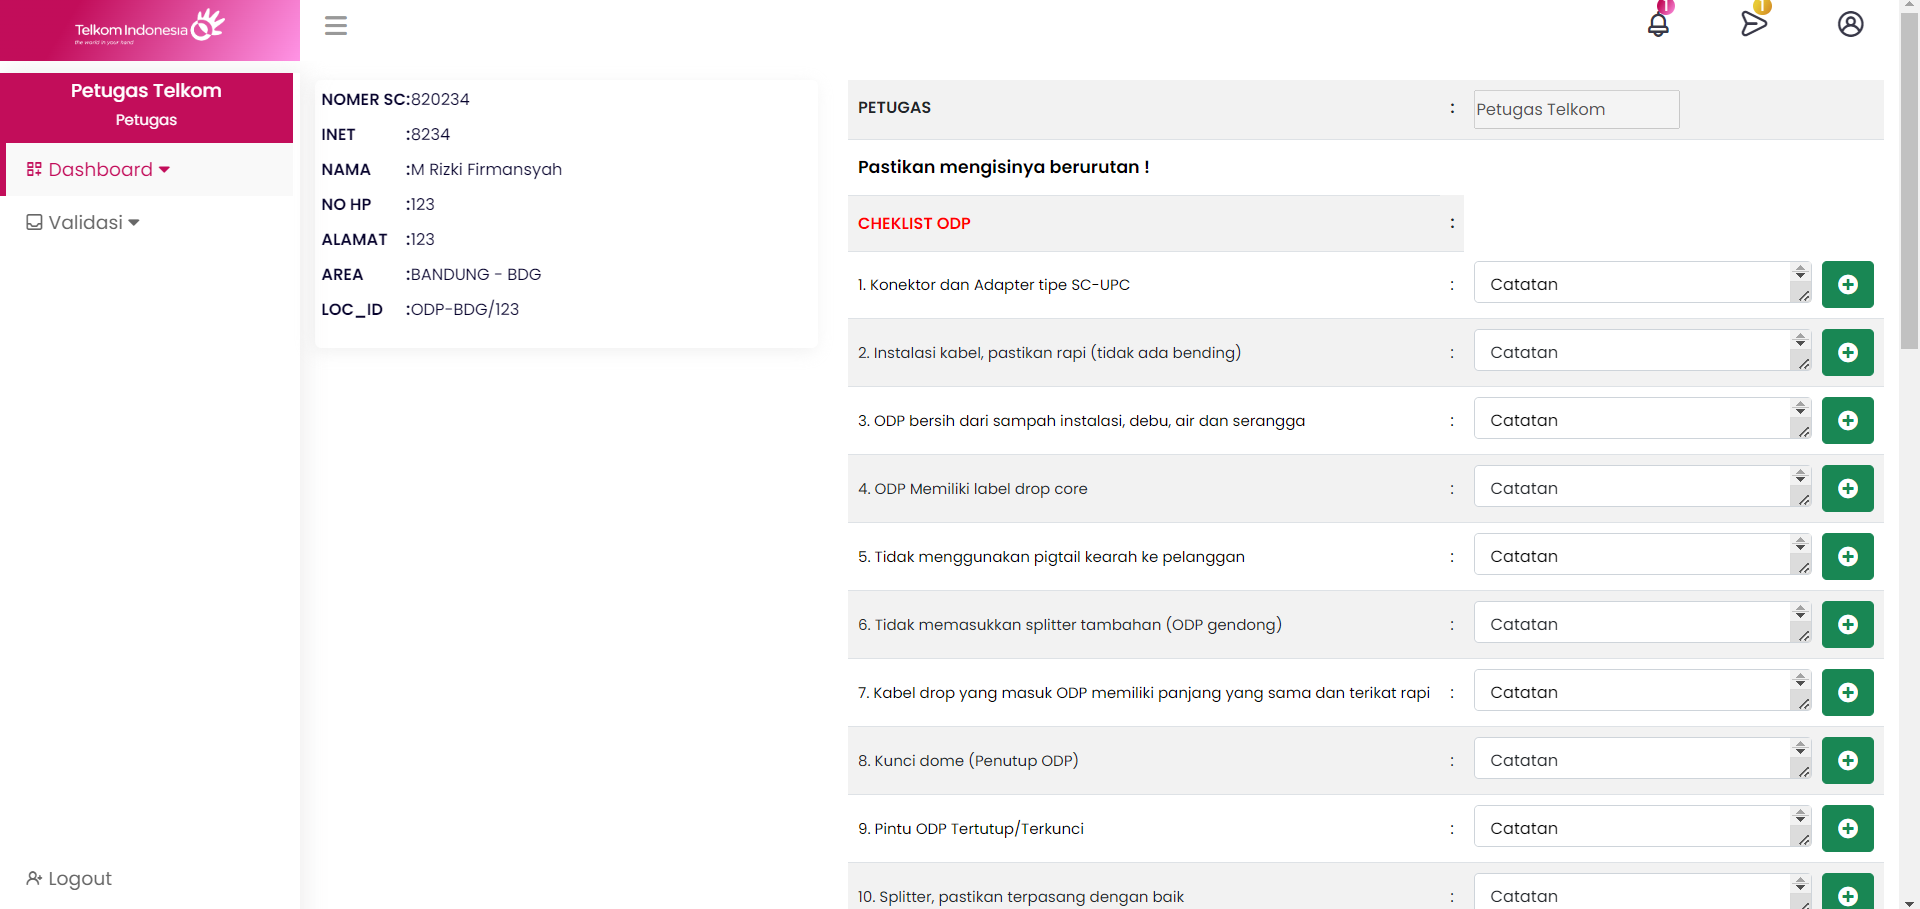 Telkom Indonesia
the world in your hand
1
1
Petugas Telkom
Petugas
Dashboard
Validasi
Logout
NOMER SC:820234
INET :8234
NAMA :M Rizki Firmansyah
NO HP :123
ALAMAT :123
AREA :BANDUNG - BDG
LOC_ID :ODP-BDG/123
PETUGAS : Petugas Telkom
Pastikan mengisinya berurutan !
CHEKLIST ODP :
1. Konektor dan Adapter tipe SC-UPC : Catatan
2. Instalasi kabel, pastikan rapi (tidak ada bending) : Catatan
3. ODP bersih dari sampah instalasi, debu, air dan serangga : Catatan
4. ODP Memiliki label drop core : Catatan
5. Tidak menggunakan pigtail kearah ke pelanggan : Catatan
6. Tidak memasukkan splitter tambahan (ODP gendong) : Catatan
7. Kabel drop yang masuk ODP memiliki panjang yang sama dan terikat rapi : Catatan
8. Kunci dome (Penutup ODP) : Catatan
9. Pintu ODP Tertutup/Terkunci : Catatan
10. Splitter, pastikan terpasang dengan baik : Catatan